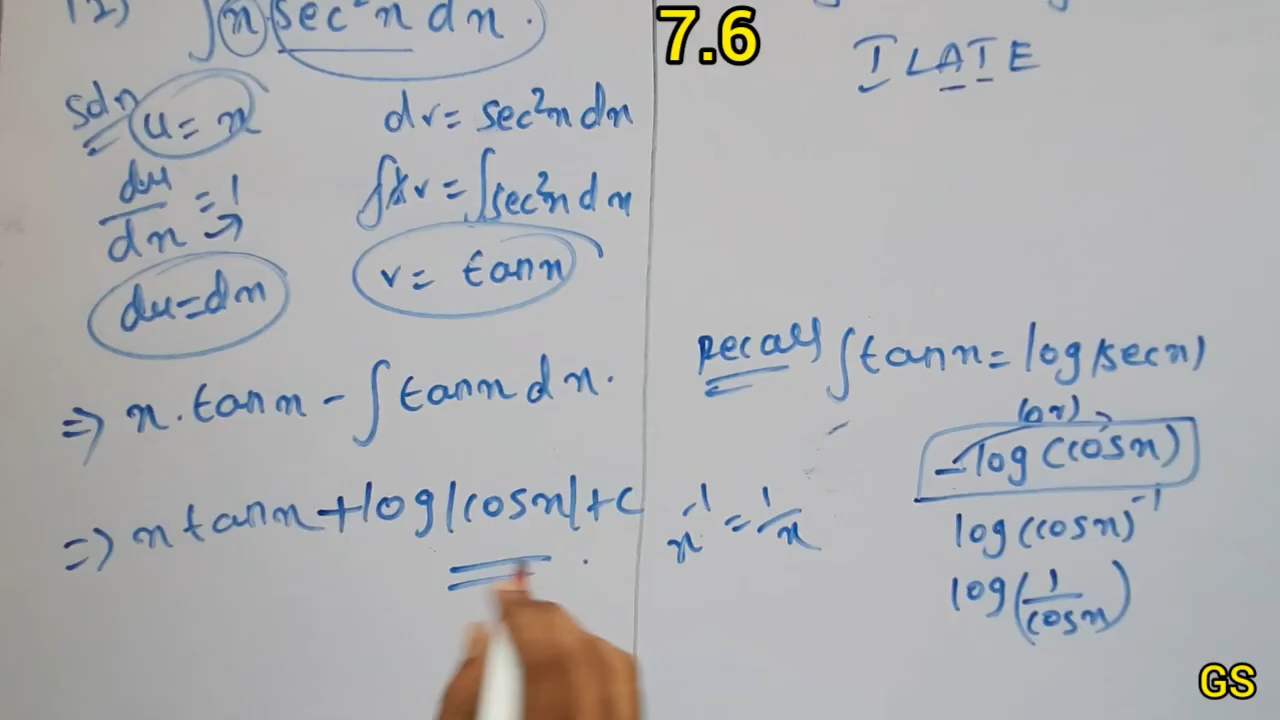 12) ∫x sec²x dx.
7.6
ILATE
Soln u = x
dv = sec²x dx
du/dx = 1 ⇒
∫dv = ∫sec²x dx
du = dx
v = tanx
⇒ x.tanx - ∫tanx dx.
Recall ∫tanx = log|secx)
(or)
-log(cosx)
⇒ x tanx + log|cosx| + c
x⁻¹ = 1/x
log(cosx)⁻¹
log(1/cosx)
GS